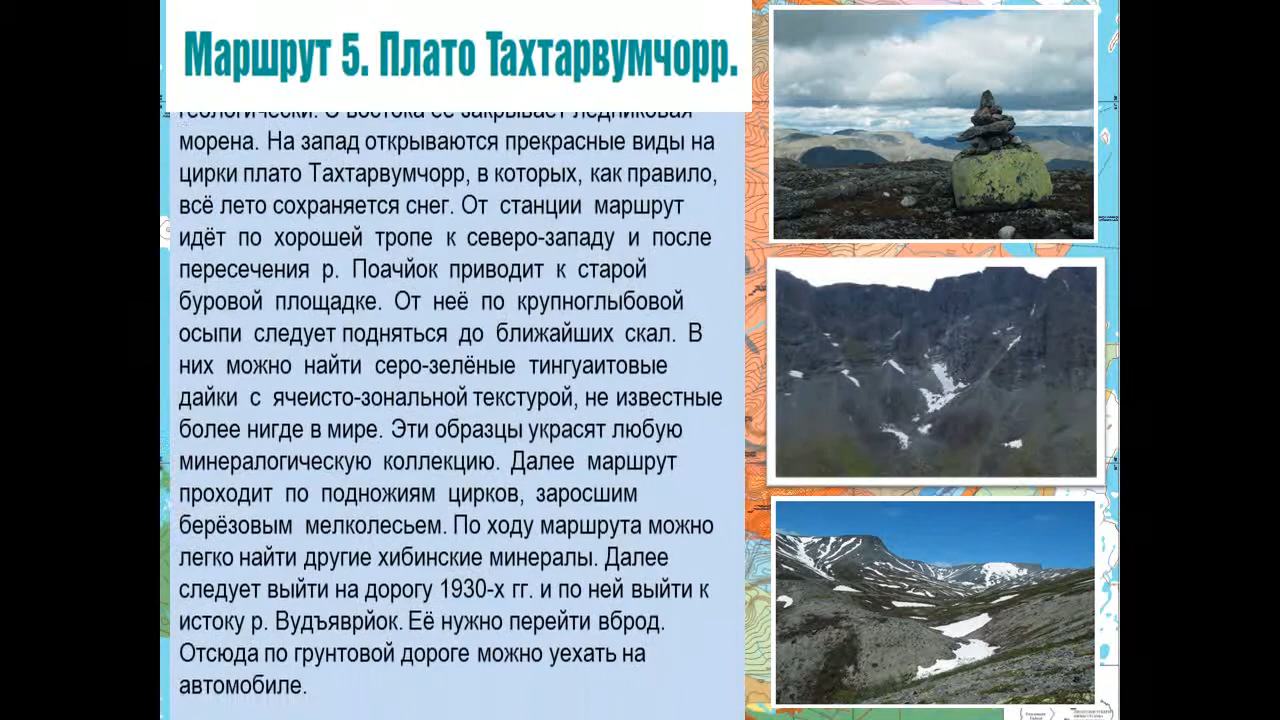 Маршрут 5. Плато Тахтарвумчорр.
геологически. С востока её закрывает ледниковая
морена. На запад открываются прекрасные виды на
цирки плато Тахтарвумчорр, в которых, как правило,
всё лето сохраняется снег. От станции маршрут
идёт по хорошей тропе к северо-западу и после
пересечения р. Поачйок приводит к старой
буровой площадке. От неё по крупноглыбовой
осыпи следует подняться до ближайших скал. В
них можно найти серо-зелёные тингуаитовые
дайки с ячеисто-зональной текстурой, не известные
более нигде в мире. Эти образцы украсят любую
минералогическую коллекцию. Далее маршрут
проходит по подножиям цирков, заросшим
берёзовым мелколесьем. По ходу маршрута можно
легко найти другие хибинские минералы. Далее
следует выйти на дорогу 1930-х гг. и по ней выйти к
истоку р. Вудъяврйок. Её нужно перейти вброд.
Отсюда по грунтовой дороге можно уехать на
автомобиле.